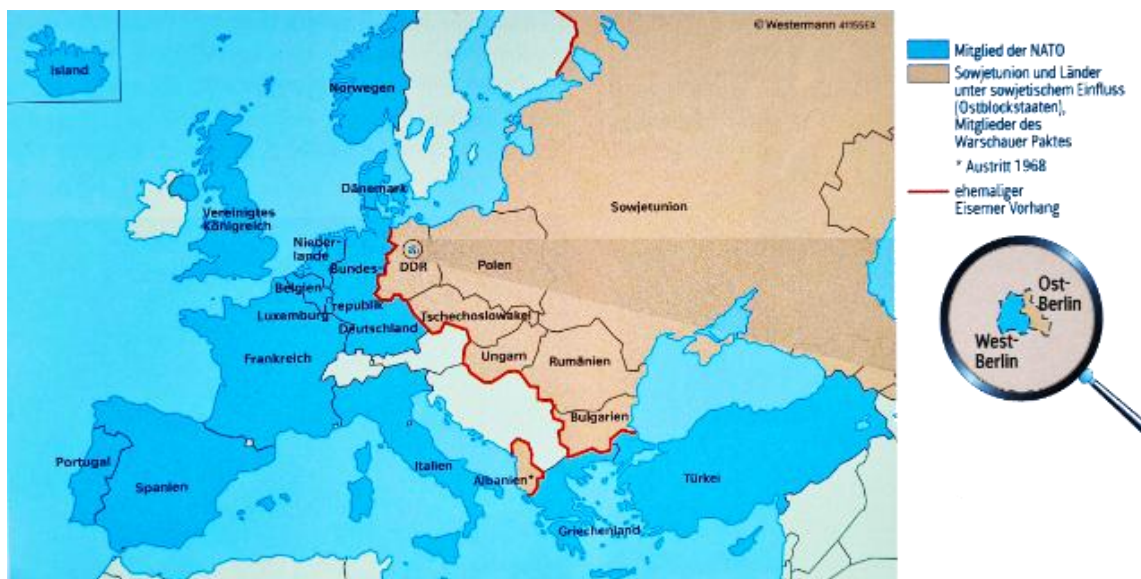 © Westermann 41155EX
Island
Norwegen
Dänemark
Vereinigtes
Königreich
Nieder-
lande
Belgien
Luxemburg
Bundes-
republik
Deutschland
DDR
Polen
Sowjetunion
Tschechoslowakei
Frankreich
Ungarn
Rumänien
Bulgarien
Portugal
Spanien
Italien
Albanien*
Griechenland
Türkei
Mitglied der NATO
Sowjetunion und Länder
unter sowjetischem Einfluss
(Ostblockstaaten),
Mitglieder des
Warschauer Paktes
* Austritt 1968
ehemaliger
Eiserner Vorhang
Ost-
Berlin
West-
Berlin